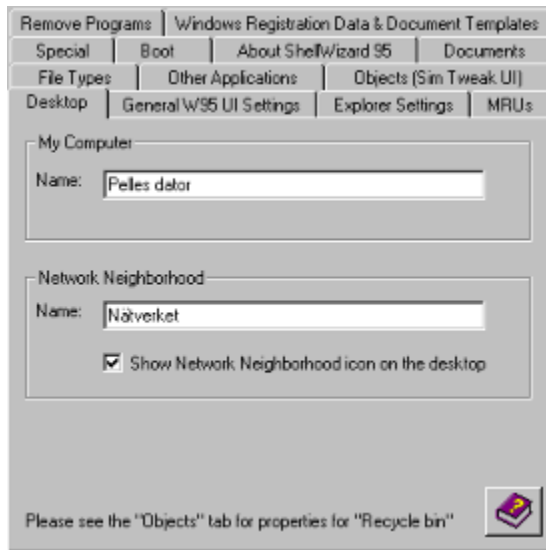 Remove Programs Windows Registration Data & Document Templates
Special Boot About ShellWizard 95 Documents
File Types Other Applications Objects (Sim Tweak UI)
Desktop General W95 UI Settings Explorer Settings MRUs
My Computer
Name: Pelles dator
Network Neighborhood
Name: Nätverket
Show Network Neighborhood icon on the desktop
Please see the "Objects" tab for properties for "Recycle bin"